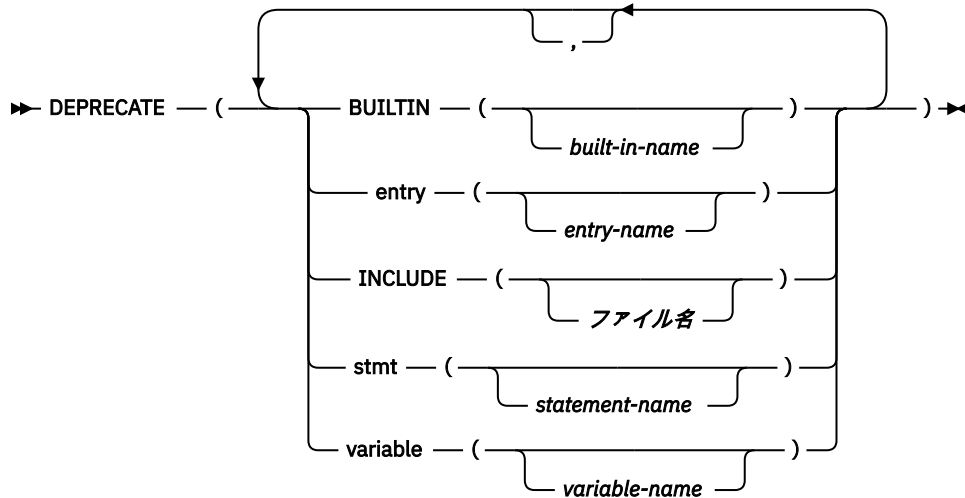 ,
DEPRECATE ( BUILTIN ( built-in-name ) )
entry ( entry-name )
INCLUDE ( ファイル名 )
stmt ( statement-name )
variable ( variable-name )